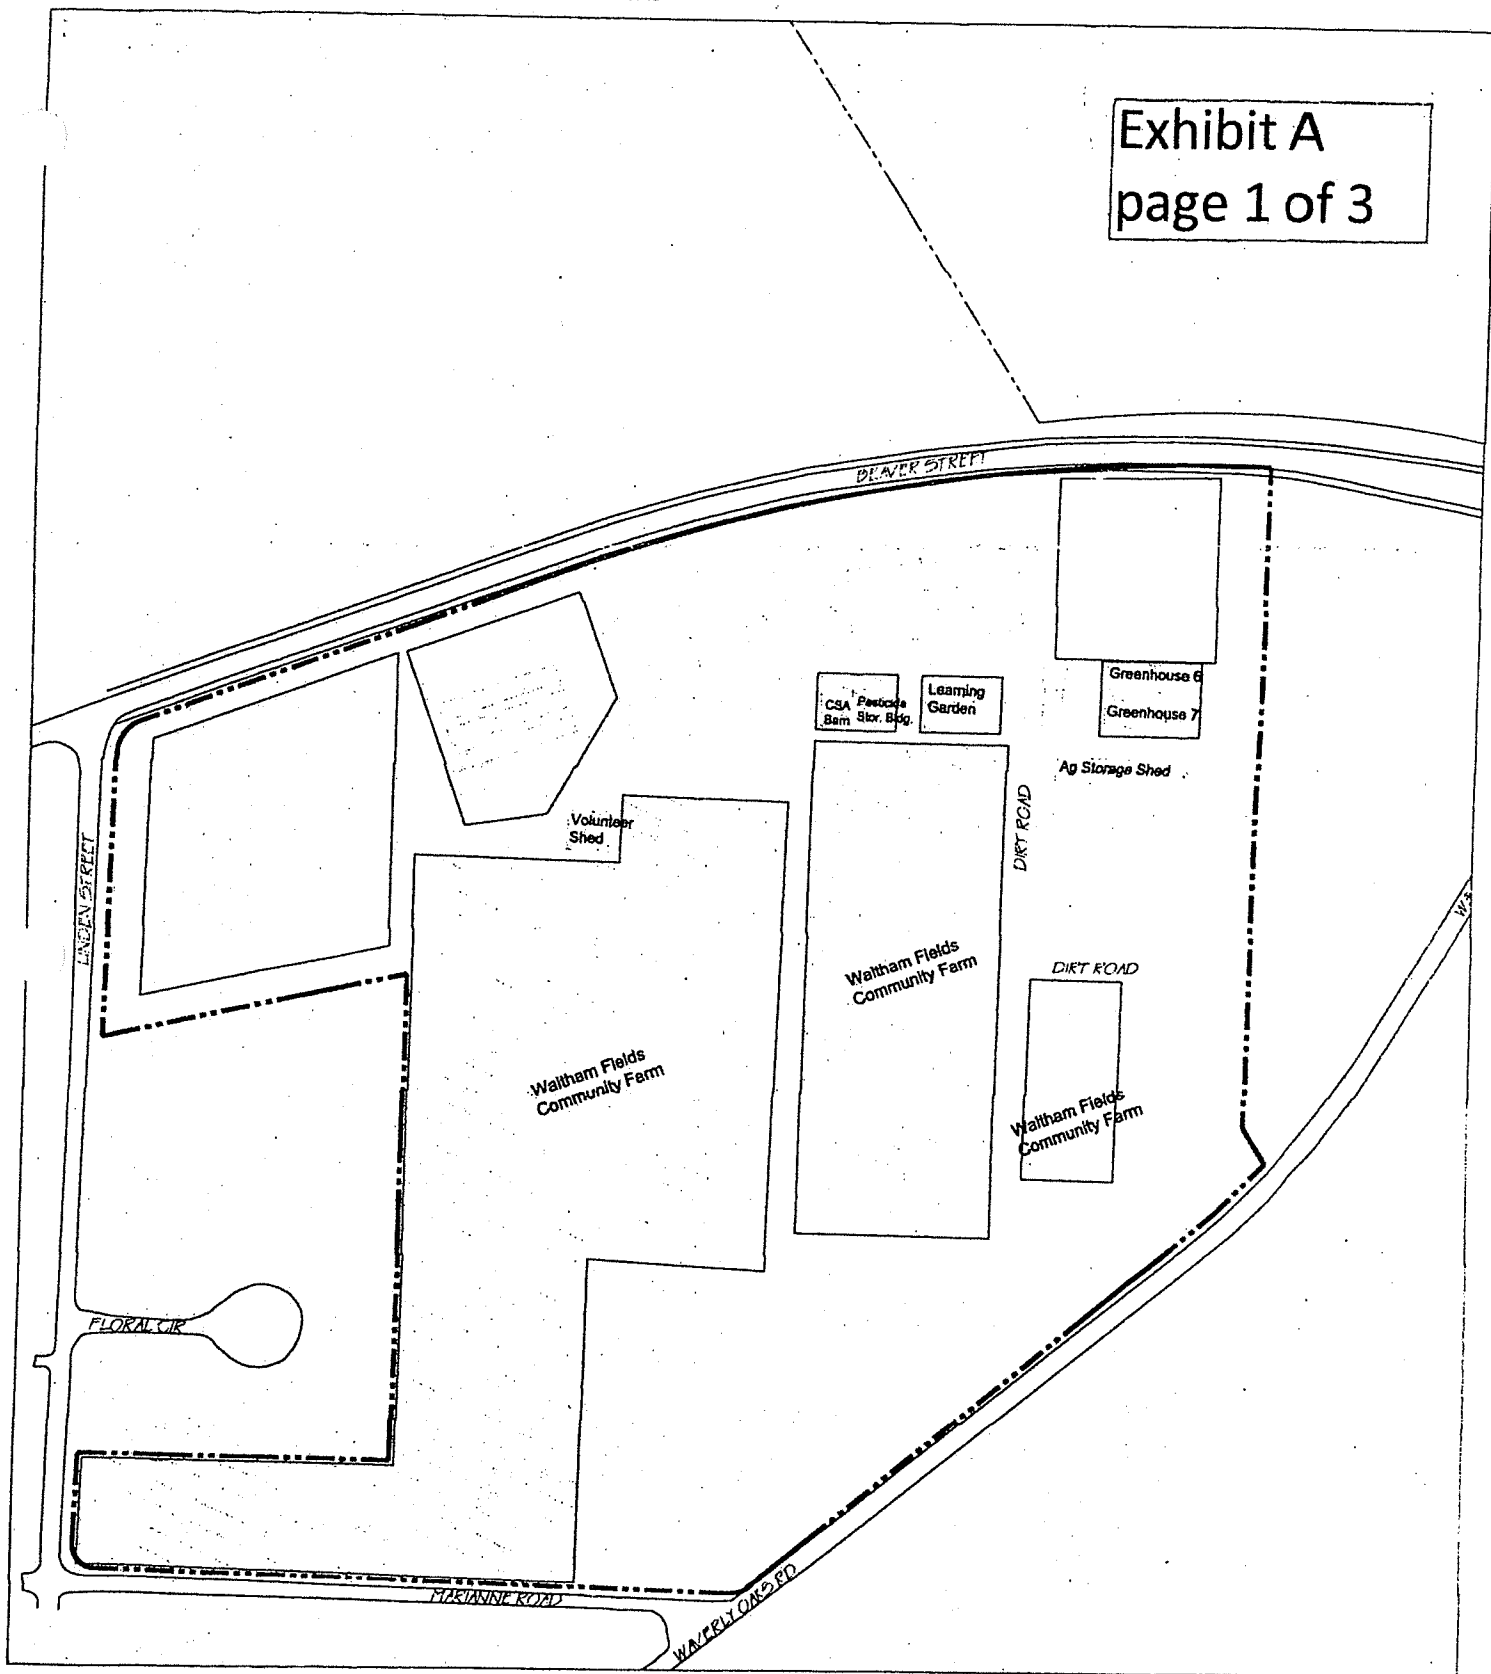 Exhibit A
page 1 of 3
BEAVER STREET
Greenhouse 6
Greenhouse 7
Learning
Garden
CSA
Barn
Pesticide
Stor. Bldg.
Ag Storage Shed
DIRT ROAD
Volunteer
Shed
LINDEN STREET
Waltham Fields
Community Farm
DIRT ROAD
Waltham Fields
Community Farm
Waltham Fields
Community Farm
FLORAL CIR
MARIANNE ROAD
WAVERLY OAKS RD